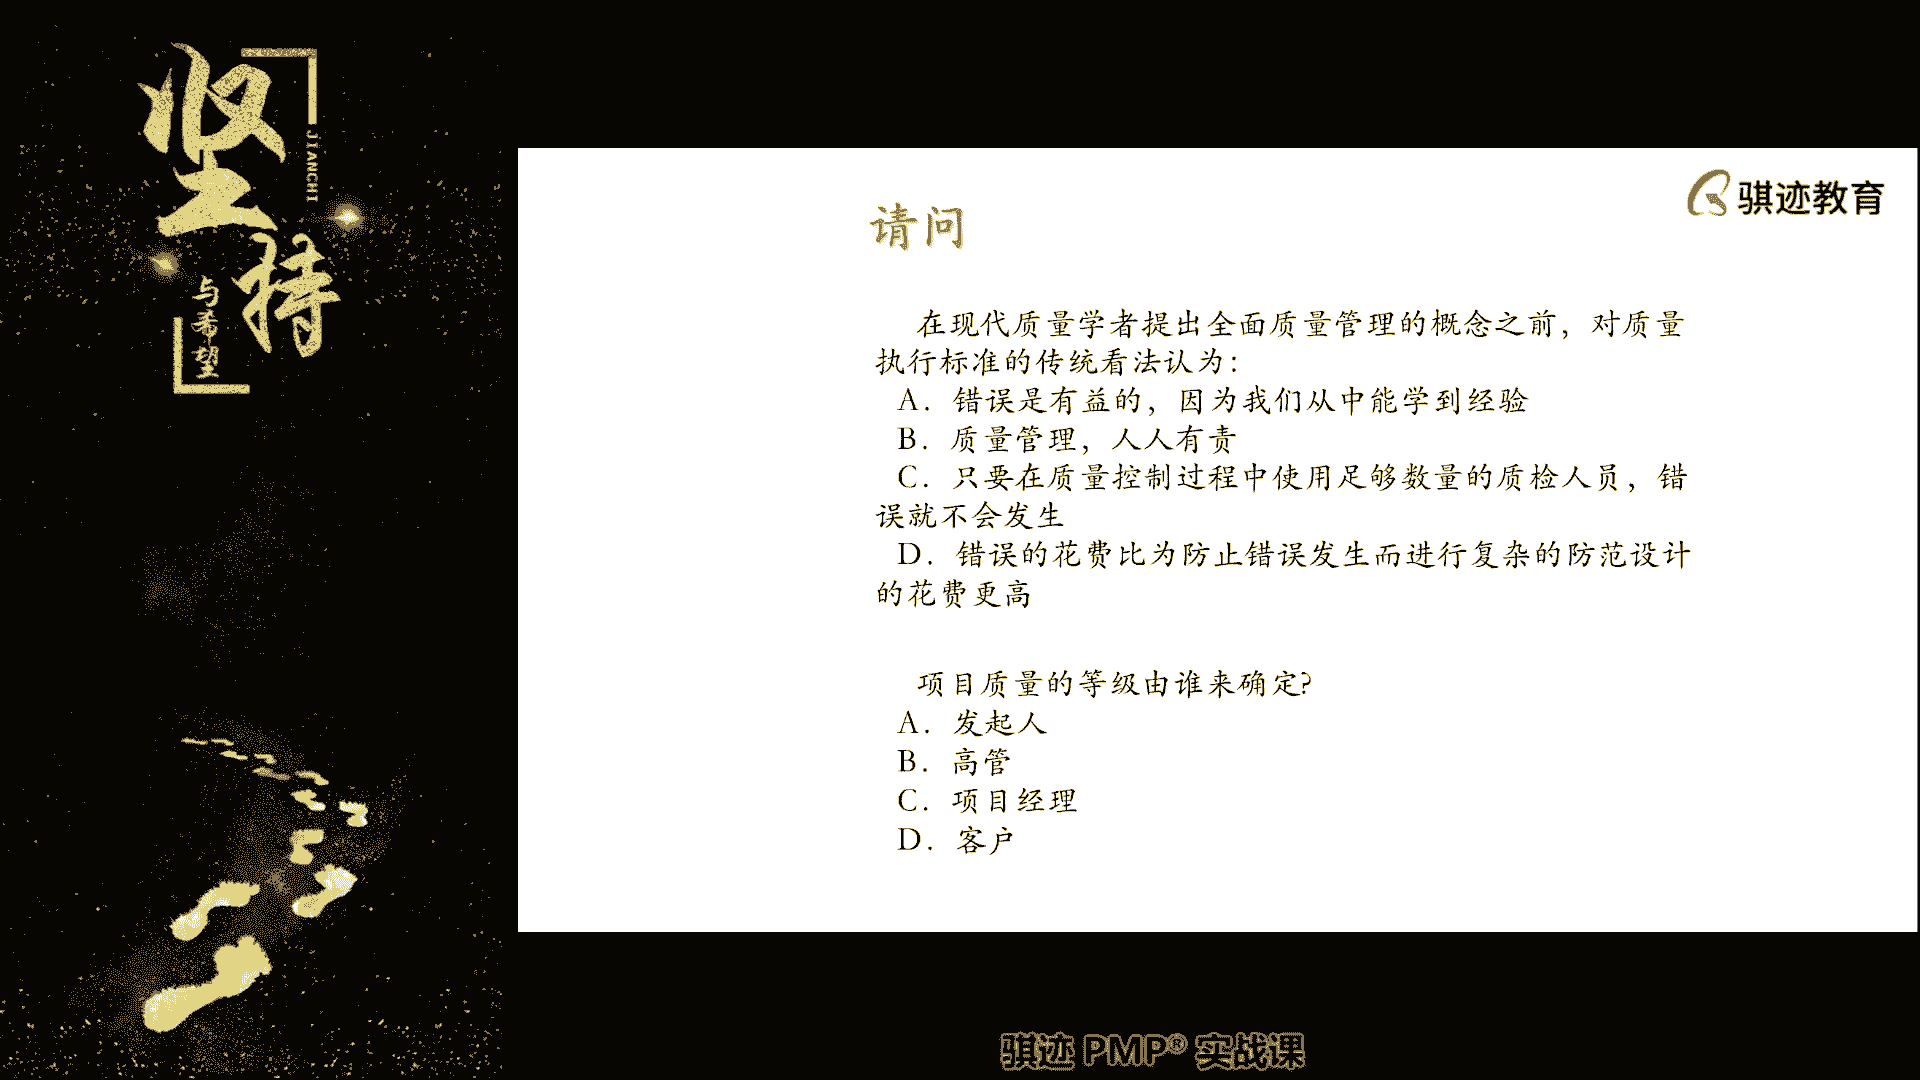 坚持
JIANCHI
与希望
骐迹教育
请问
在现代质量学者提出全面质量管理的概念之前，对质量
执行标准的传统看法认为：
A．错误是有益的，因为我们从中能学到经验
B．质量管理，人人有责
C．只要在质量控制过程中使用足够数量的质检人员，错
误就不会发生
D．错误的花费比为防止错误发生而进行复杂的防范设计
的花费更高
项目质量的等级由谁来确定?
A．发起人
B．高管
C．项目经理
D．客户
骐迹 PMP® 实战课